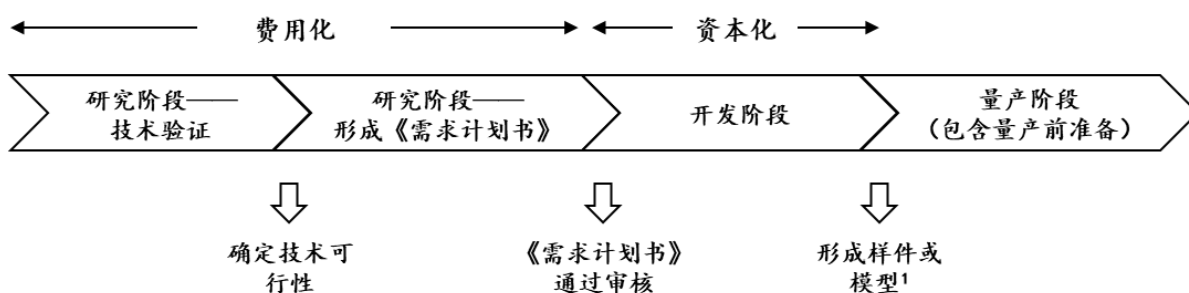 费用化
资本化
研究阶段——
技术验证
研究阶段——
形成《需求计划书》
开发阶段
量产阶段
（包含量产前准备）
确定技术可
行性
《需求计划书》
通过审核
形成样件或
模型¹